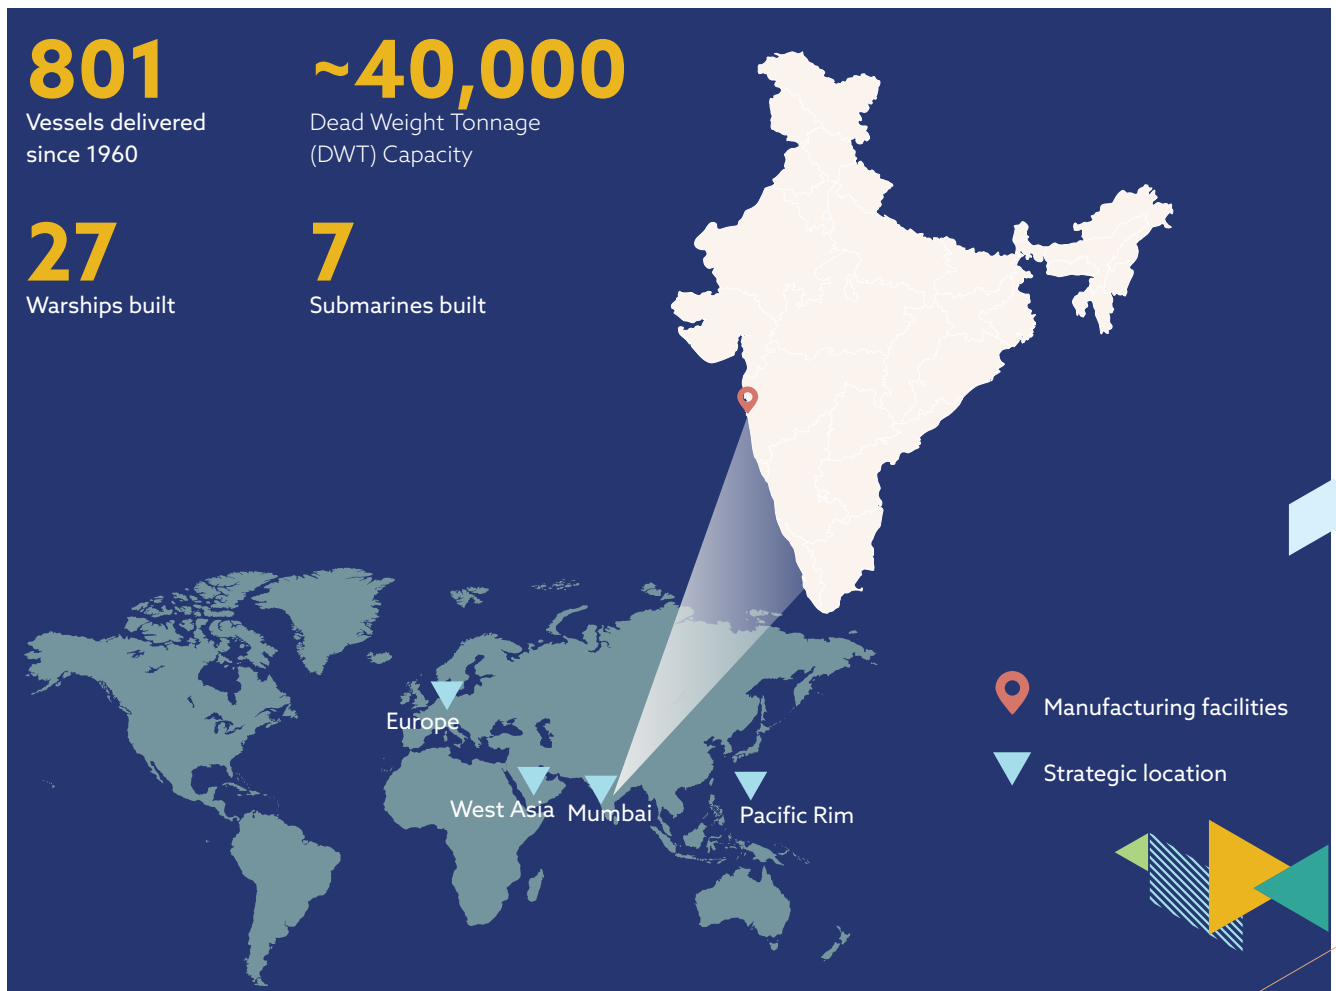 801
Vessels delivered
since 1960
~40,000
Dead Weight Tonnage
(DWT) Capacity
27
Warships built
7
Submarines built
Europe
West Asia
Mumbai
Pacific Rim
Manufacturing facilities
Strategic location